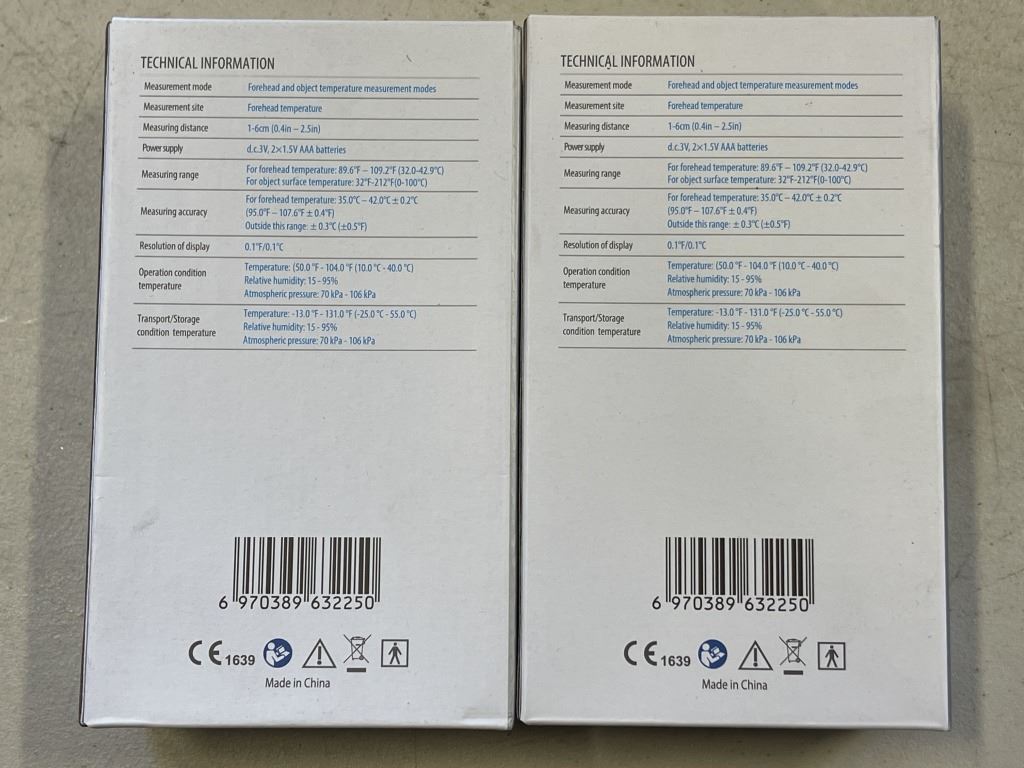 TECHNICAL INFORMATION
Measurement mode Forehead and object temperature measurement modes
Measurement site Forehead temperature
Measuring distance 1-6cm (0.4in – 2.5in)
Power supply d.c.3V, 2×1.5V AAA batteries
Measuring range For forehead temperature: 89.6°F – 109.2°F (32.0-42.9°C)
For object surface temperature: 32°F-212°F(0-100°C)
Measuring accuracy For forehead temperature: 35.0°C – 42.0°C ± 0.2°C
(95.0°F – 107.6°F ± 0.4°F)
Outside this range: ± 0.3°C (±0.5°F)
Resolution of display 0.1°F/0.1°C
Operation condition temperature Temperature: (50.0 °F - 104.0 °F (10.0 °C - 40.0 °C)
Relative humidity: 15 - 95%
Atmospheric pressure: 70 kPa - 106 kPa
Transport/Storage condition temperature Temperature: -13.0 °F - 131.0 °F (-25.0 °C - 55.0 °C)
Relative humidity: 15 - 95%
Atmospheric pressure: 70 kPa - 106 kPa
6 970389 632250
CE 1639
Made in China
TECHNICAL INFORMATION
Measurement mode Forehead and object temperature measurement modes
Measurement site Forehead temperature
Measuring distance 1-6cm (0.4in – 2.5in)
Power supply d.c.3V, 2×1.5V AAA batteries
Measuring range For forehead temperature: 89.6°F – 109.2°F (32.0-42.9°C)
For object surface temperature: 32°F-212°F(0-100°C)
Measuring accuracy For forehead temperature: 35.0°C – 42.0°C ± 0.2°C
(95.0°F – 107.6°F ± 0.4°F)
Outside this range: ± 0.3°C (±0.5°F)
Resolution of display 0.1°F/0.1°C
Operation condition temperature Temperature: (50.0 °F - 104.0 °F (10.0 °C - 40.0 °C)
Relative humidity: 15 - 95%
Atmospheric pressure: 70 kPa - 106 kPa
Transport/Storage condition temperature Temperature: -13.0 °F - 131.0 °F (-25.0 °C - 55.0 °C)
Relative humidity: 15 - 95%
Atmospheric pressure: 70 kPa - 106 kPa
6 970389 632250
CE 1639
Made in China